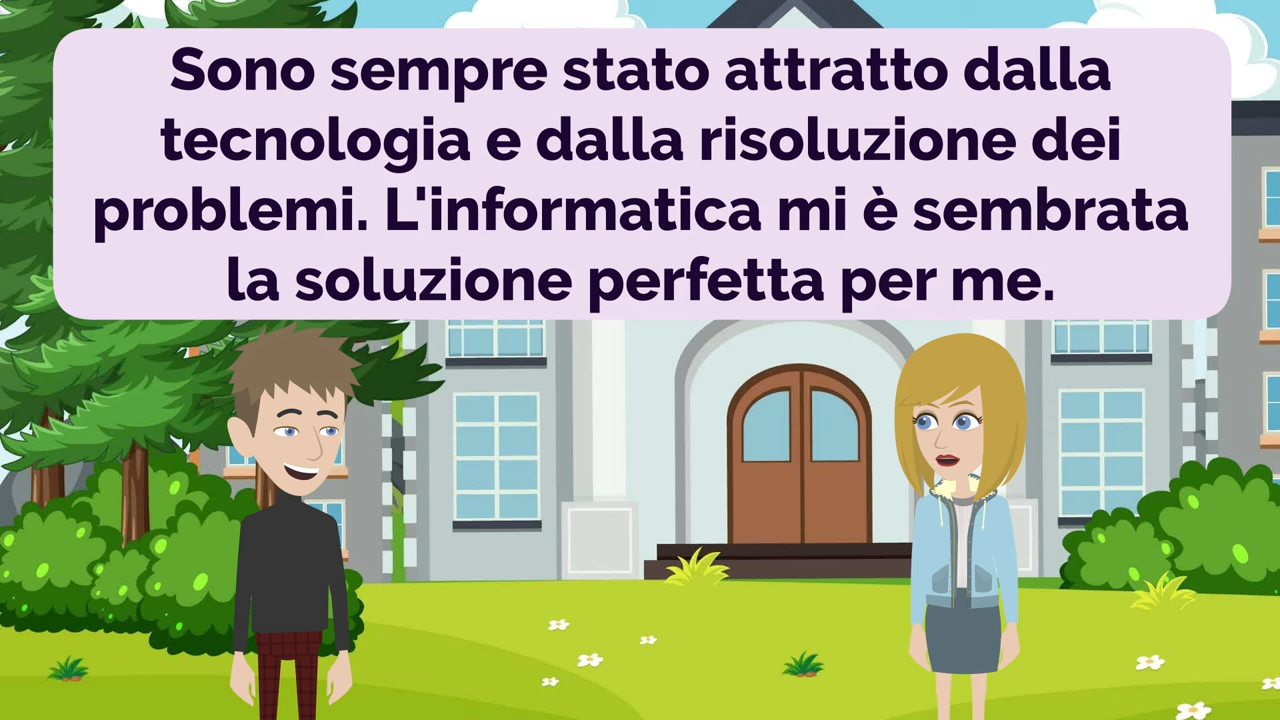 Sono sempre stato attratto dalla
tecnologia e dalla risoluzione dei
problemi. L'informatica mi è sembrata
la soluzione perfetta per me.